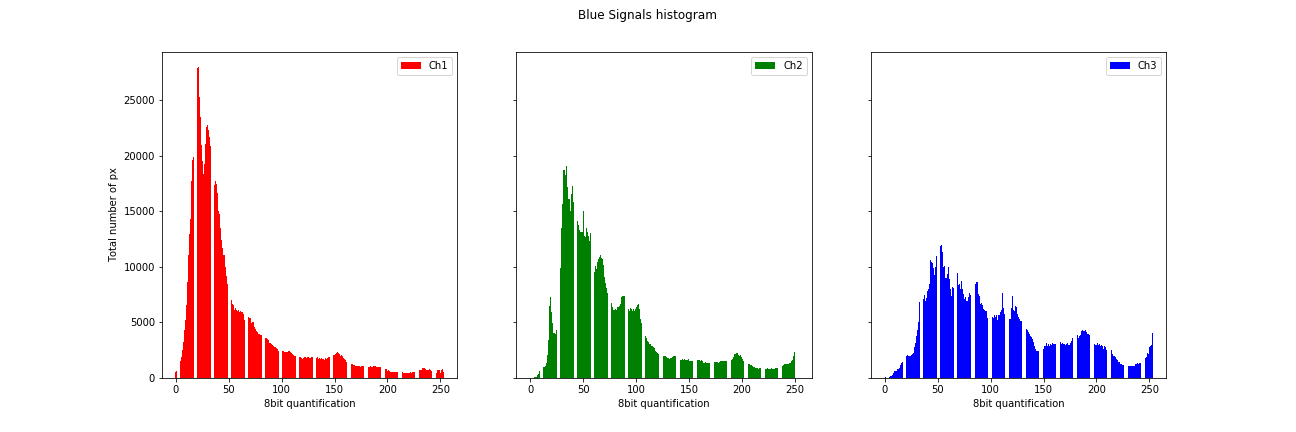 Blue Signals histogram
Ch1
Ch2
Ch3
Total number of px
25000
20000
15000
10000
5000
0
0 50 100 150 200 250
0 50 100 150 200 250
0 50 100 150 200 250
8bit quantification
8bit quantification
8bit quantification